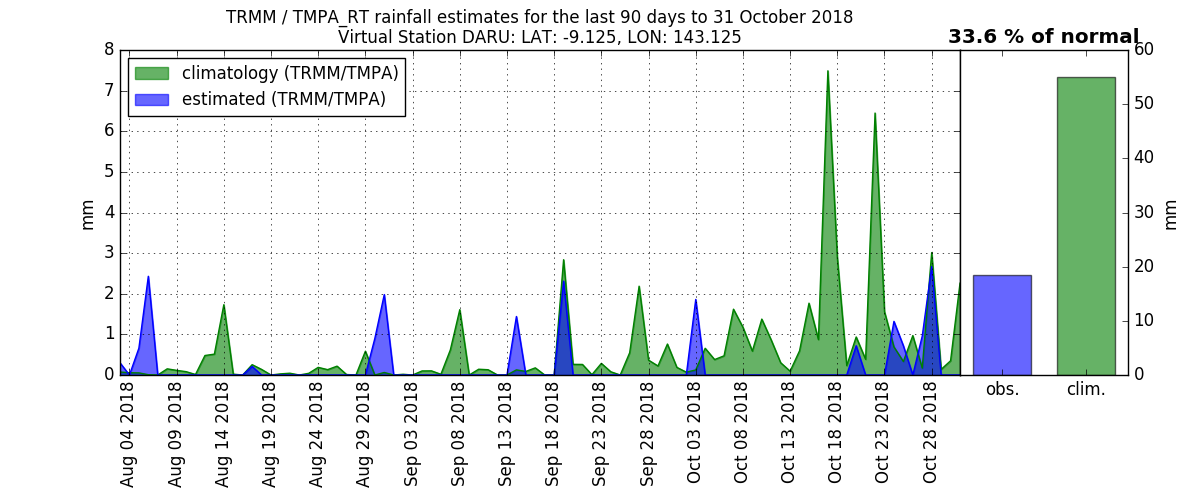 TRMM / TMPA_RT rainfall estimates for the last 90 days to 31 October 2018
Virtual Station DARU: LAT: -9.125, LON: 143.125
33.6 % of normal
climatology (TRMM/TMPA)
estimated (TRMM/TMPA)
8
7
6
5
4
3
2
1
0
mm
Aug 04 2018
Aug 09 2018
Aug 14 2018
Aug 19 2018
Aug 24 2018
Aug 29 2018
Sep 03 2018
Sep 08 2018
Sep 13 2018
Sep 18 2018
Sep 23 2018
Sep 28 2018
Oct 03 2018
Oct 08 2018
Oct 13 2018
Oct 18 2018
Oct 23 2018
Oct 28 2018
obs.
clim.
60
50
40
30
20
10
0
mm